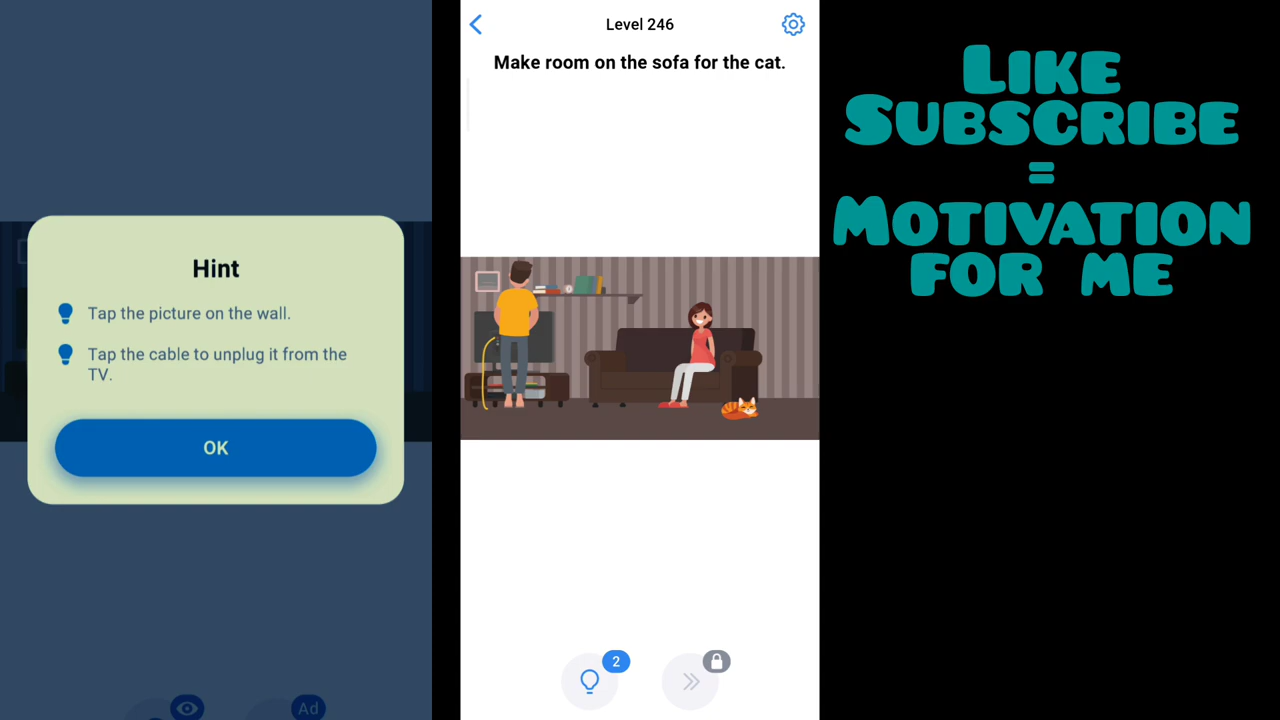 Hint
Tap the picture on the wall.
Tap the cable to unplug it from the
TV.
OK
Ad
Level 246
Make room on the sofa for the cat.
2
LIKE
SUBSCRIBE
=
MOTIVATION
FOR ME